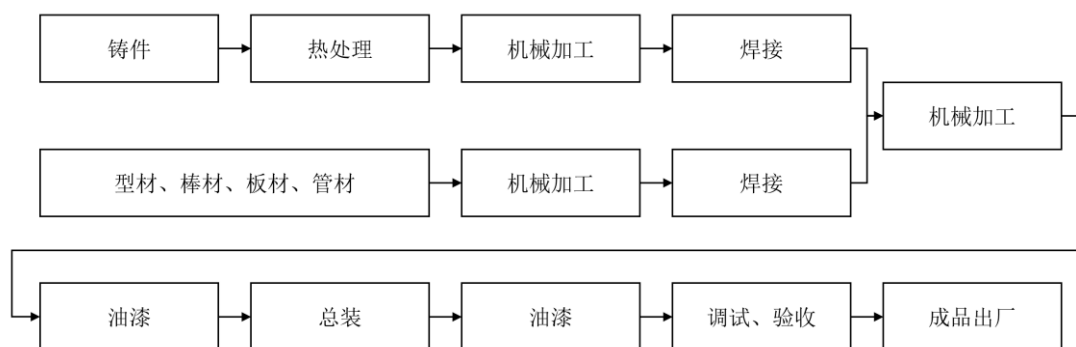 铸件
热处理
机械加工
焊接
机械加工
型材、棒材、板材、管材
机械加工
焊接
油漆
总装
油漆
调试、验收
成品出厂